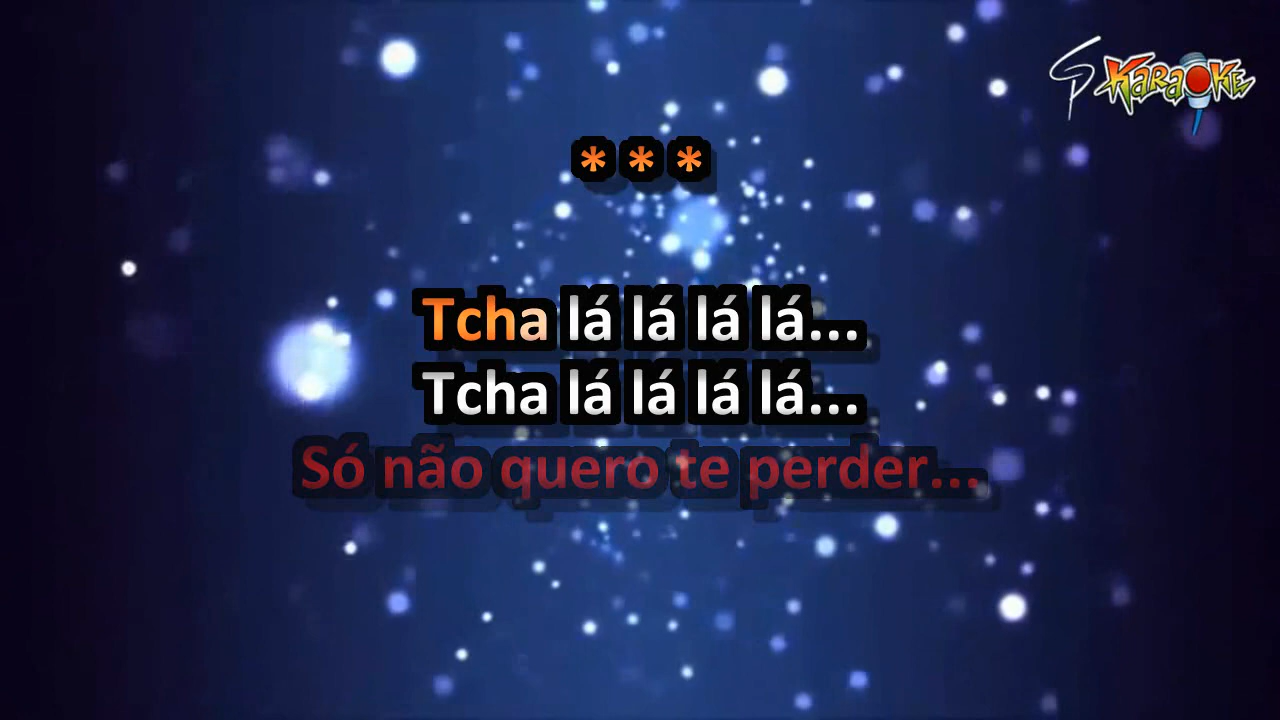 KaraOKe
* * *
Tcha lá lá lá lá...
Tcha lá lá lá lá...
Só não quero te perder...